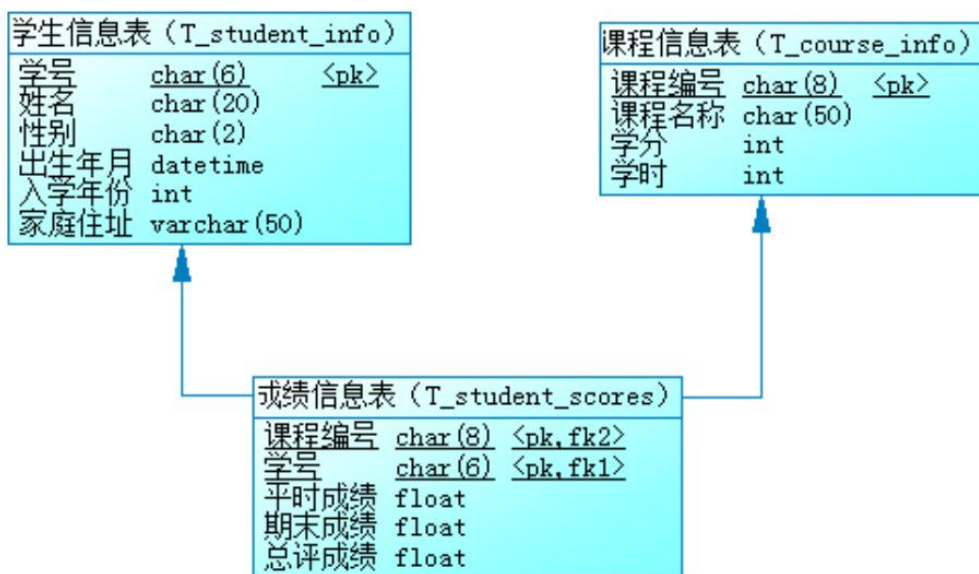 学生信息表（T_student_info）
学号 char(6) <pk>
姓名 char(20)
性别 char(2)
出生年月 datetime
入学年份 int
家庭住址 varchar(50)
课程信息表（T_course_info）
课程编号 char(8) <pk>
课程名称 char(50)
学分 int
学时 int
成绩信息表（T_student_scores）
课程编号 char(8) <pk,fk2>
学号 char(6) <pk,fk1>
平时成绩 float
期末成绩 float
总评成绩 float